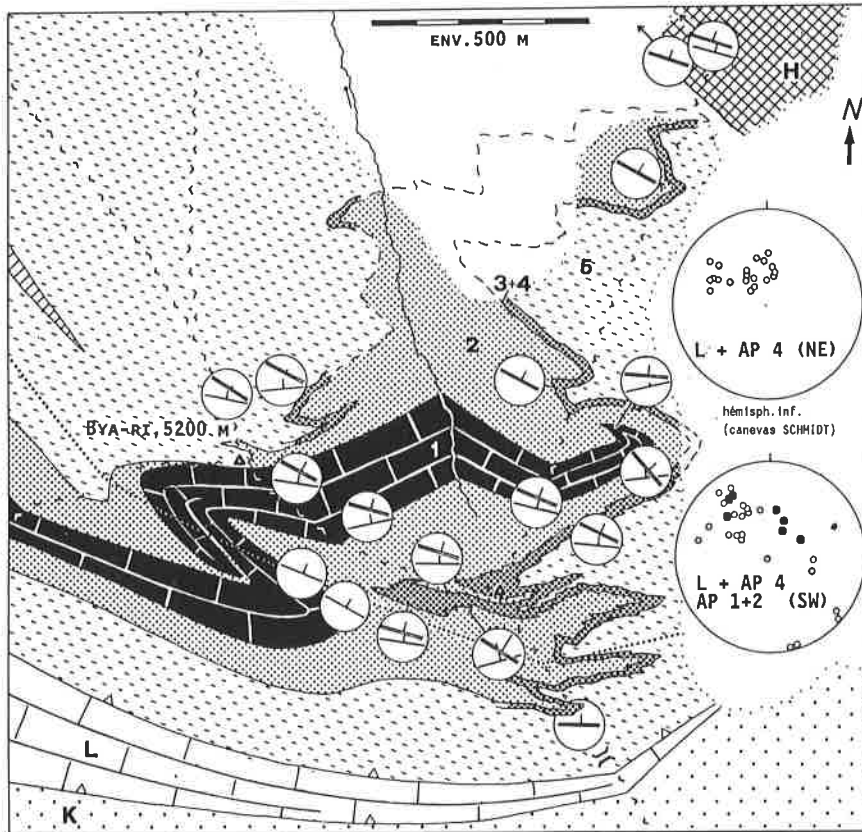 ENV. 500 M
H
N
5
3+4
2
L + AP 4 (NE)
hémisph.inf.
(canevas SCHMIDT)
BYA-RI, 5200 M
1
L + AP 4
AP 1+2 (SW)
4
L
K